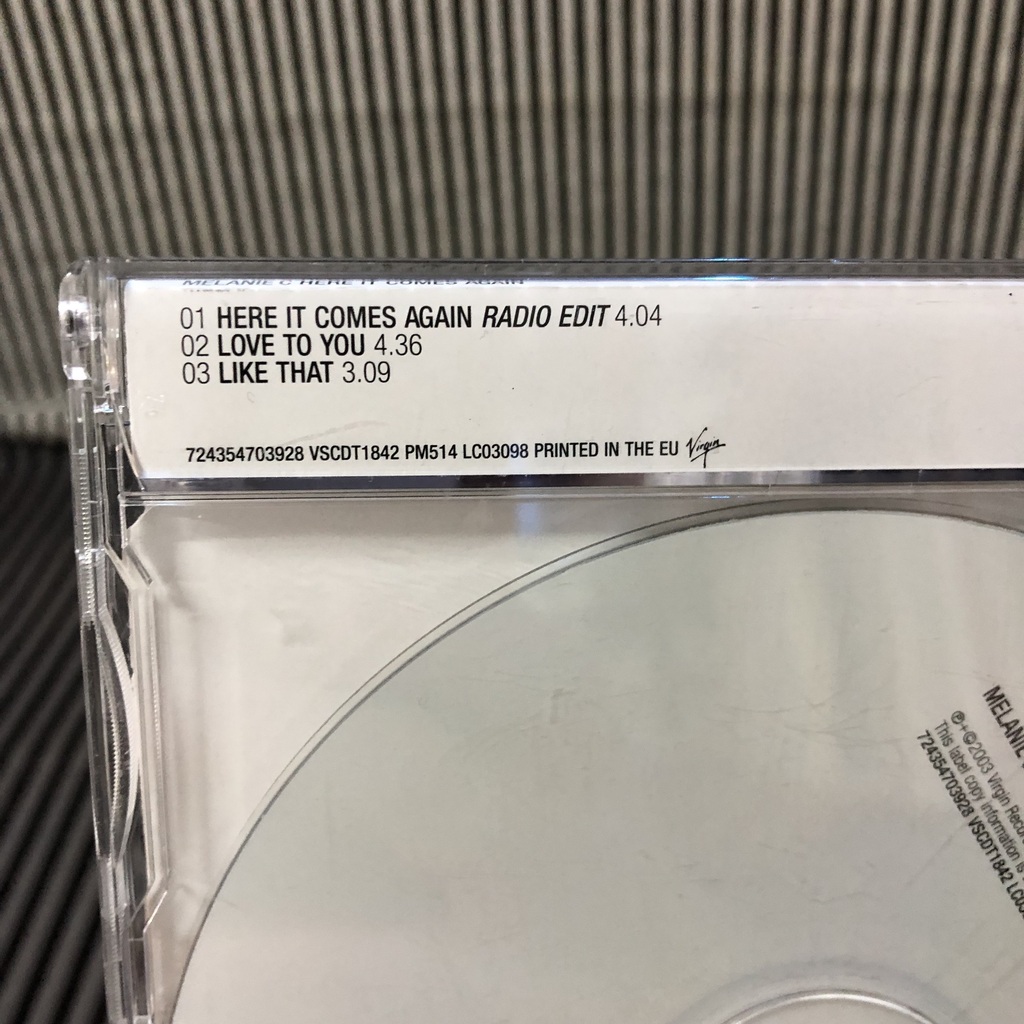 MELANIE C HERE IT COMES AGAIN
01 HERE IT COMES AGAIN RADIO EDIT 4.04
02 LOVE TO YOU 4.36
03 LIKE THAT 3.09
724354703928 VSCDT1842 PM514 LC03098 PRINTED IN THE EU Virgin
MELANIE
℗+©2003 Virgin
This label copy information is
724354703928 VSCDT1842